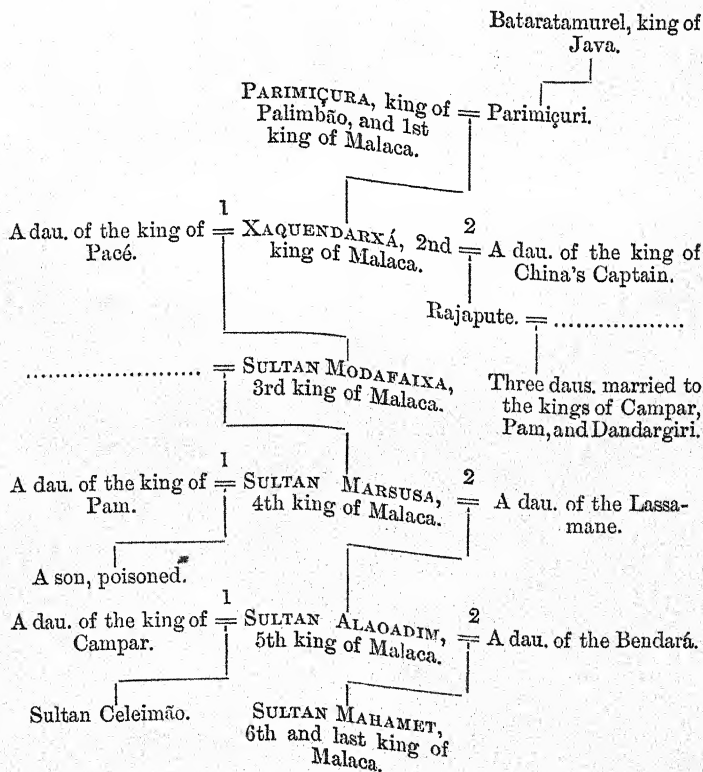 Bataratamurel, king of
Java.
PARIMIÇURA, king of
Palimbão, and 1st
king of Malaca.
= Parimiçuri.
1
A dau. of the king of
Pacé.
= XAQUENDARXÁ, 2nd
king of Malaca.
2
= A dau. of the king of
China's Captain.
Rajapute. = ..................
........................ = SULTAN MODAFAIXA,
3rd king of Malaca.
Three daus. married to
the kings of Campar,
Pam, and Dandargiri.
1
A dau. of the king of
Pam.
= SULTAN MARSUSA,
4th king of Malaca.
2
= A dau. of the Lassa-
mane.
A son, poisoned.
1
A dau. of the king of
Campar.
= SULTAN ALAOADIM,
5th king of Malaca.
2
= A dau. of the Bendará.
Sultan Celeimão.
SULTAN MAHAMET,
6th and last king of
Malaca.